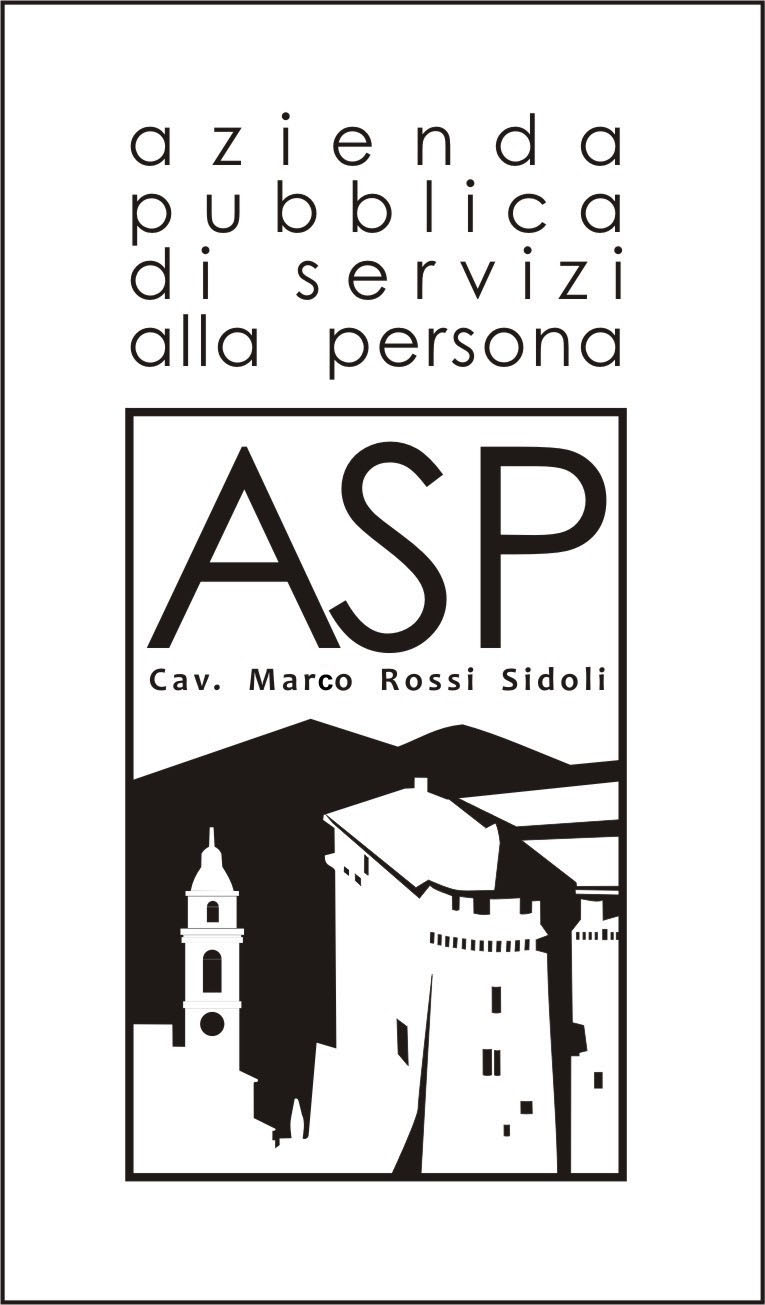 azienda
pubblica
di servizi
alla persona
ASP
Cav. Marco Rossi Sidoli